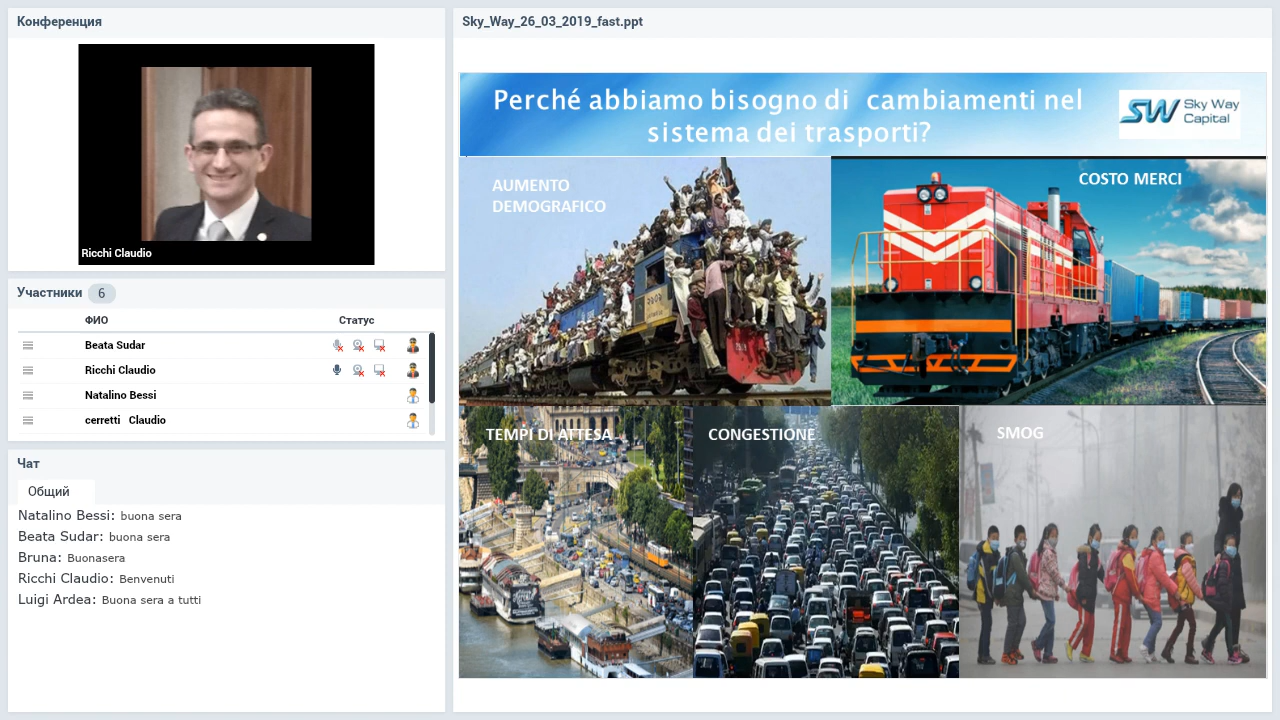 Конференция
Ricchi Claudio
Участники 6
ФИО Статус
Beata Sudar
Ricchi Claudio
Natalino Bessi
cerretti Claudio
Чат
Общий
Natalino Bessi: buona sera
Beata Sudar: buona sera
Bruna: Buonasera
Ricchi Claudio: Benvenuti
Luigi Ardea: Buona sera a tutti
Sky_Way_26_03_2019_fast.ppt
Perché abbiamo bisogno di cambiamenti nel
sistema dei trasporti?
SW Sky Way
Capital
AUMENTO
DEMOGRAFICO
COSTO MERCI
TEMPI DI ATTESA
CONGESTIONE
SMOG